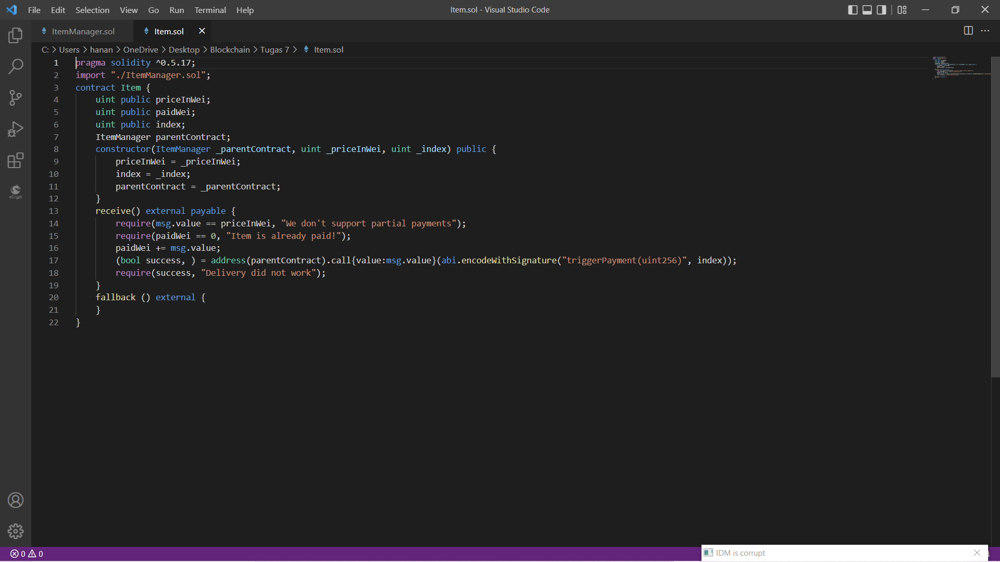 File Edit Selection View Go Run Terminal Help
Item.sol - Visual Studio Code
ItemManager.sol
Item.sol
C: > Users > hanan > OneDrive > Desktop > Blockchain > Tugas 7 > Item.sol
1 pragma solidity ^0.5.17;
2 import "./ItemManager.sol";
3 contract Item {
4 uint public priceInWei;
5 uint public paidWei;
6 uint public index;
7 ItemManager parentContract;
8 constructor(ItemManager _parentContract, uint _priceInWei, uint _index) public {
9 priceInWei = _priceInWei;
10 index = _index;
11 parentContract = _parentContract;
12 }
13 receive() external payable {
14 require(msg.value == priceInWei, "We don't support partial payments");
15 require(paidWei == 0, "Item is already paid!");
16 paidWei += msg.value;
17 (bool success, ) = address(parentContract).call{value:msg.value}(abi.encodeWithSignature("triggerPayment(uint256)", index));
18 require(success, "Delivery did not work");
19 }
20 fallback () external {
21 }
22 }
sCrypt
0 0
IDM is corrupt